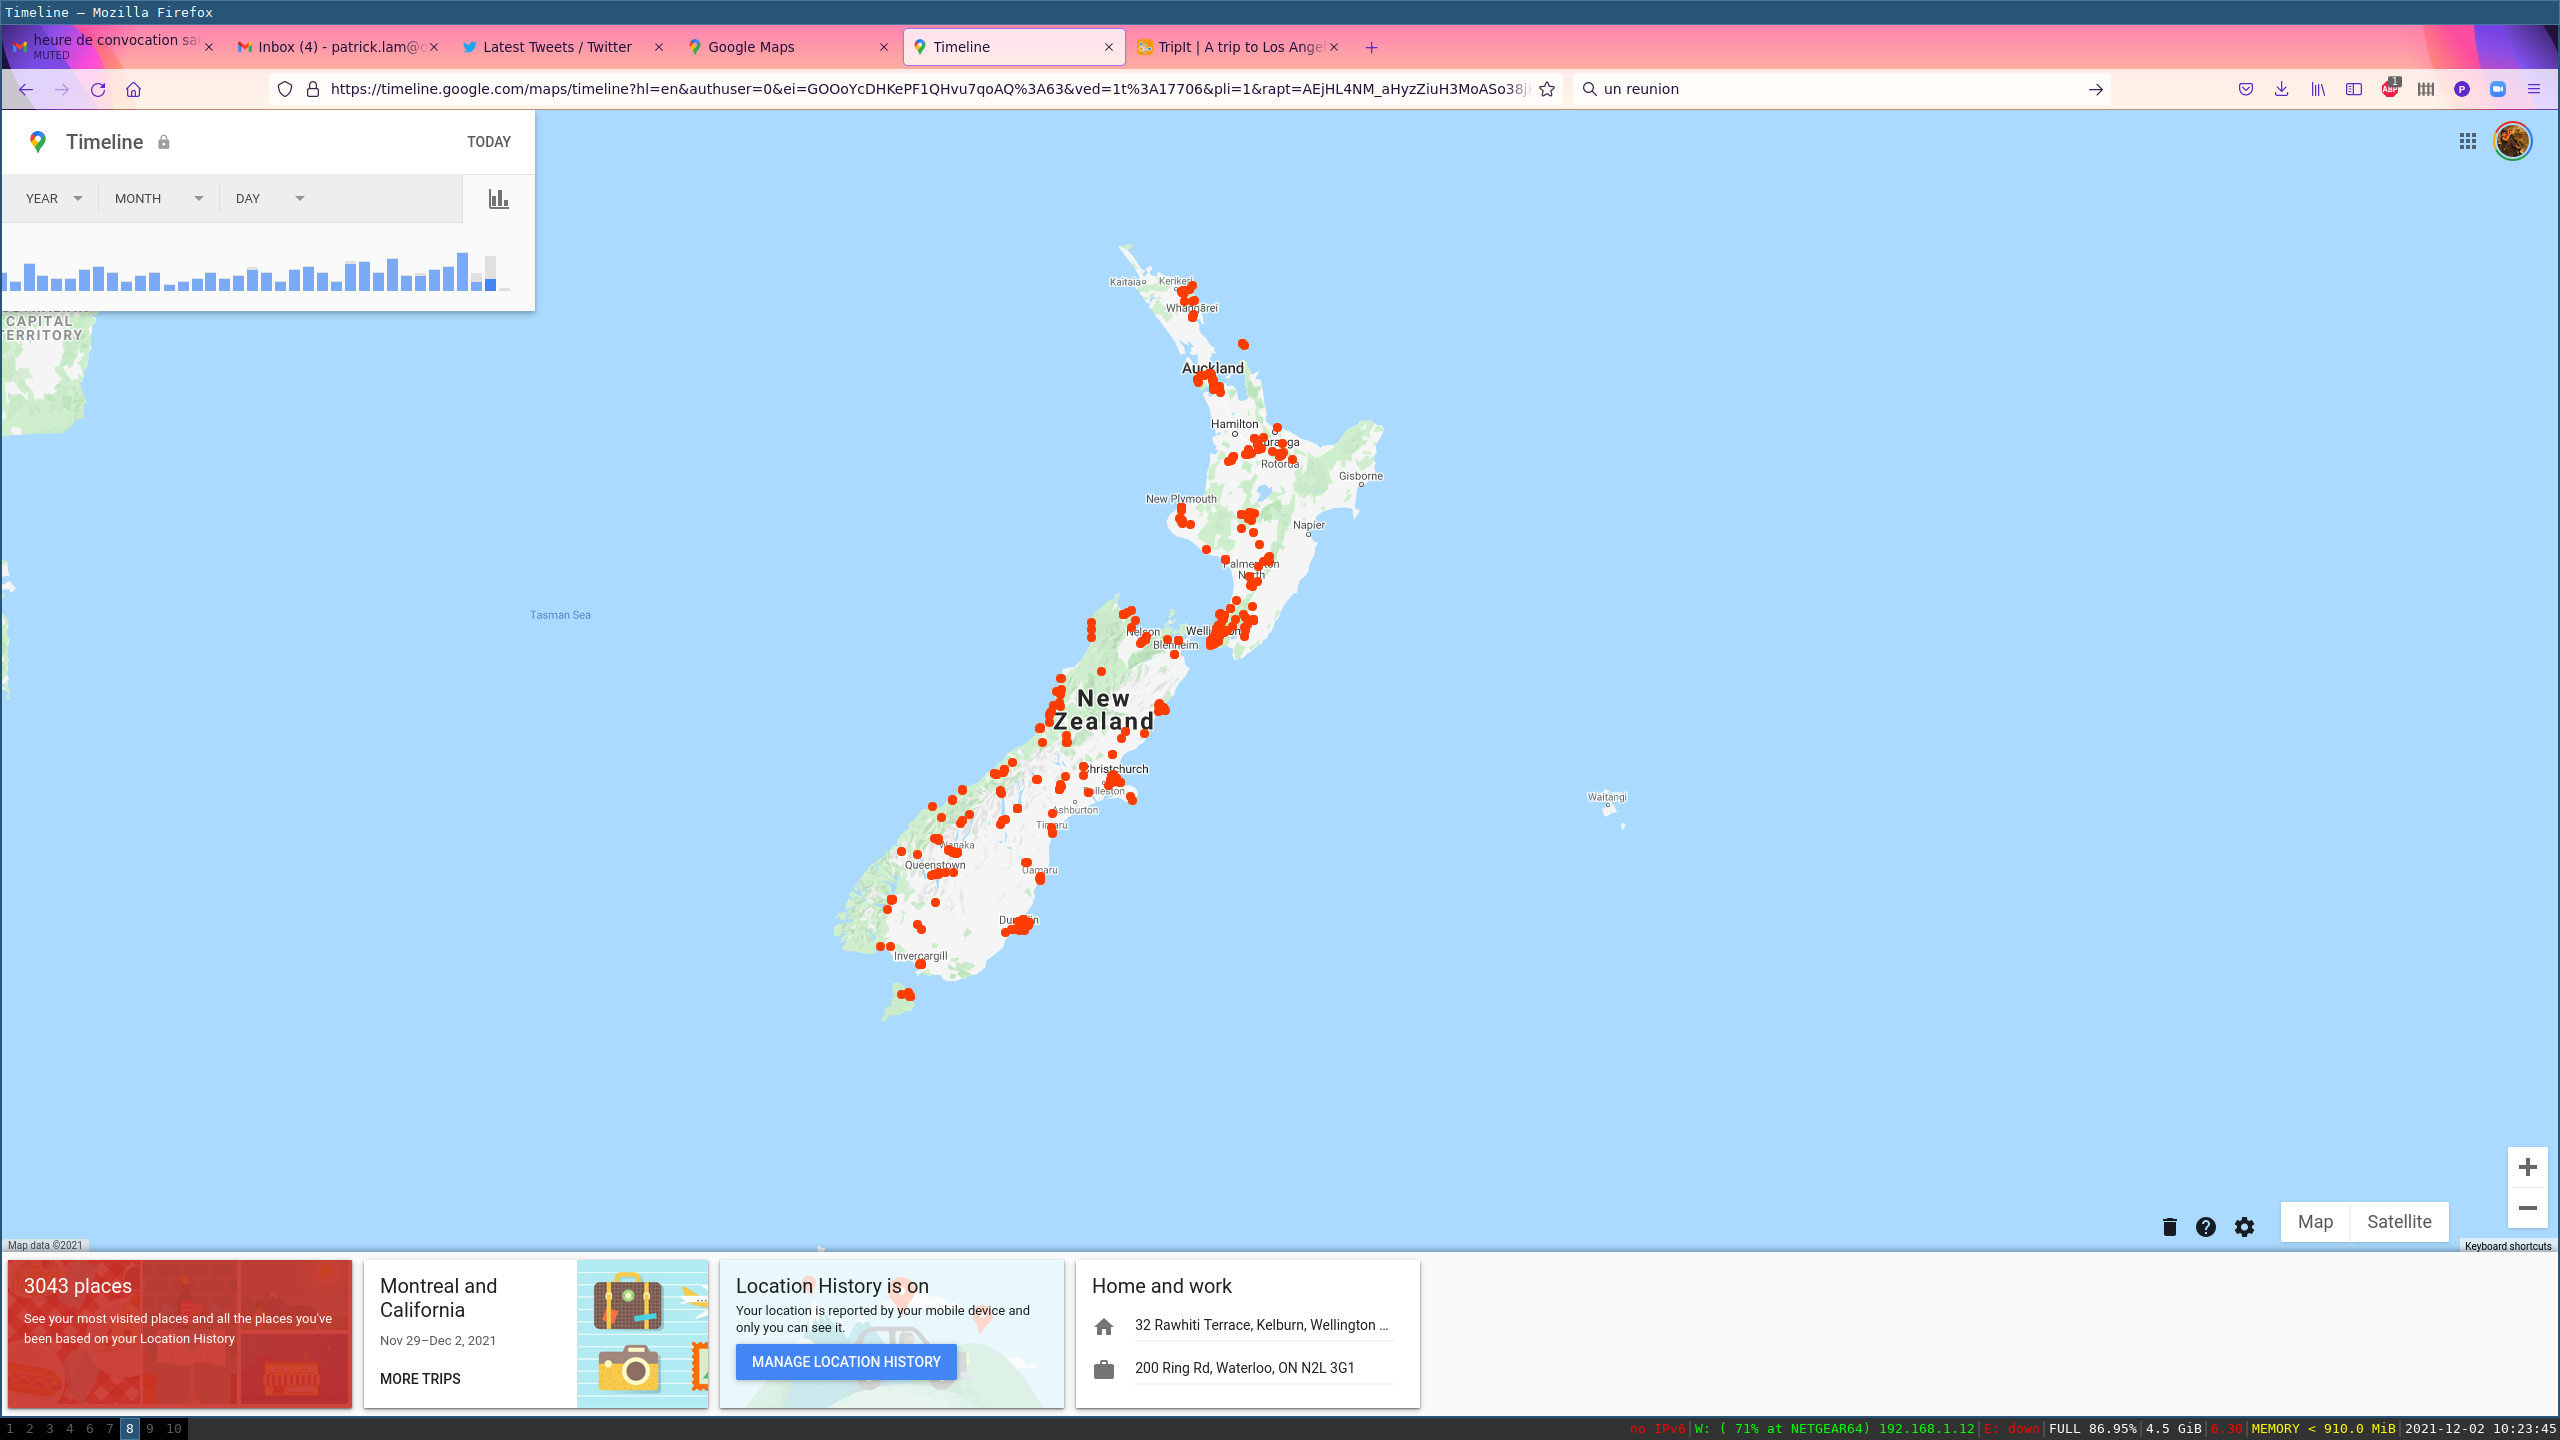 Timeline — Mozilla Firefox
heure de convocation sa
MUTED
Inbox (4) - patrick.lam@
Latest Tweets / Twitter
Google Maps
Timeline
TripIt | A trip to Los Ange
https://timeline.google.com/maps/timeline?hl=en&authuser=0&ei=GOOoYcDHKePF1QHvu7qoAQ%3A63&ved=1t%3A17706&pli=1&rapt=AEjHL4NM_aHyzZiuH3MoASo38j
un reunion
1
ABP
P
Timeline
TODAY
YEAR
MONTH
DAY
CAPITAL
ERRITORY
Kaitaia
Kerikeri
Whangārei
Auckland
Hamilton
Rotorua
Gisborne
New Plymouth
Napier
Palmerston
North
Tasman Sea
Nelson
Wellington
Blenheim
New
Zealand
Christchurch
Rolleston
Ashburton
Timaru
Waitangi
Wanaka
Queenstown
Oamaru
Dunedin
Invercargill
Map
Satellite
Map data ©2021
Keyboard shortcuts
3043 places
See your most visited places and all the places you've
been based on your Location History
Montreal and
California
Nov 29–Dec 2, 2021
MORE TRIPS
Location History is on
Your location is reported by your mobile device and
only you can see it.
MANAGE LOCATION HISTORY
Home and work
32 Rawhiti Terrace, Kelburn, Wellington ...
200 Ring Rd, Waterloo, ON N2L 3G1
1 2 3 4 6 7 8 9 10
no IPv6|W: ( 71% at NETGEAR64) 192.168.1.12|E: down|FULL 86.95%|4.5 GiB|6.30|MEMORY < 910.0 MiB|2021-12-02 10:23:45